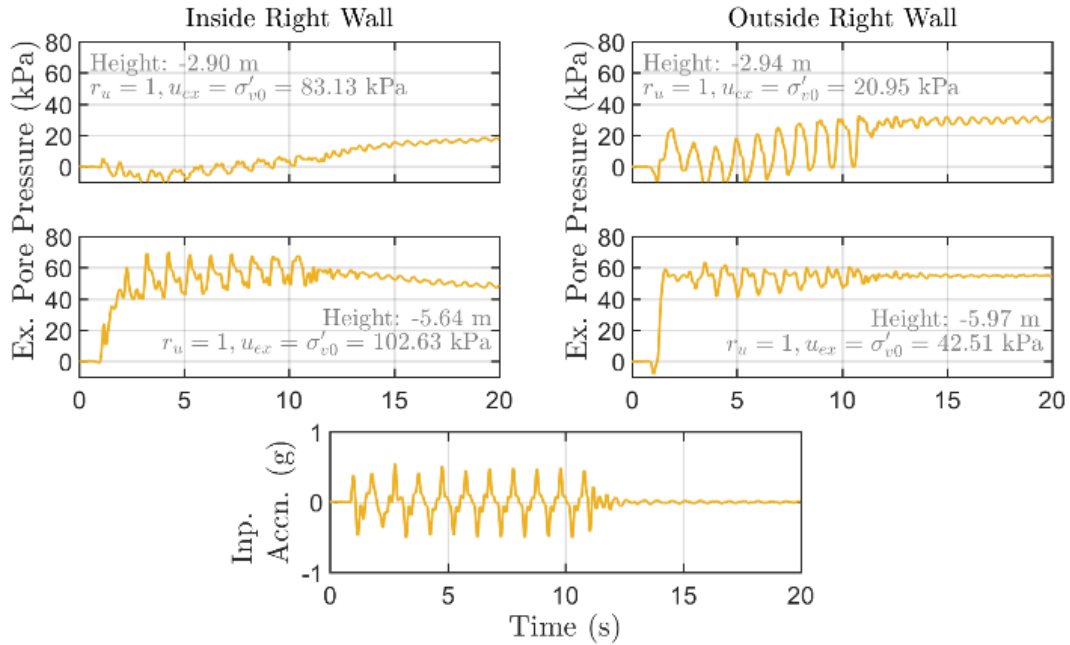 Inside Right Wall
Outside Right Wall
Ex. Pore Pressure (kPa)
80
60
40
20
0
Height: -2.90 m
r_u = 1, u_ex = σ′_v0 = 83.13 kPa
Ex. Pore Pressure (kPa)
80
60
40
20
0
Height: -2.94 m
r_u = 1, u_ex = σ′_v0 = 20.95 kPa
80
60
40
20
0
Height: -5.64 m
r_u = 1, u_ex = σ′_v0 = 102.63 kPa
0 5 10 15 20
80
60
40
20
0
Height: -5.97 m
r_u = 1, u_ex = σ′_v0 = 42.51 kPa
0 5 10 15 20
Inp.
Accn. (g)
1
0
-1
0 5 10 15 20
Time (s)